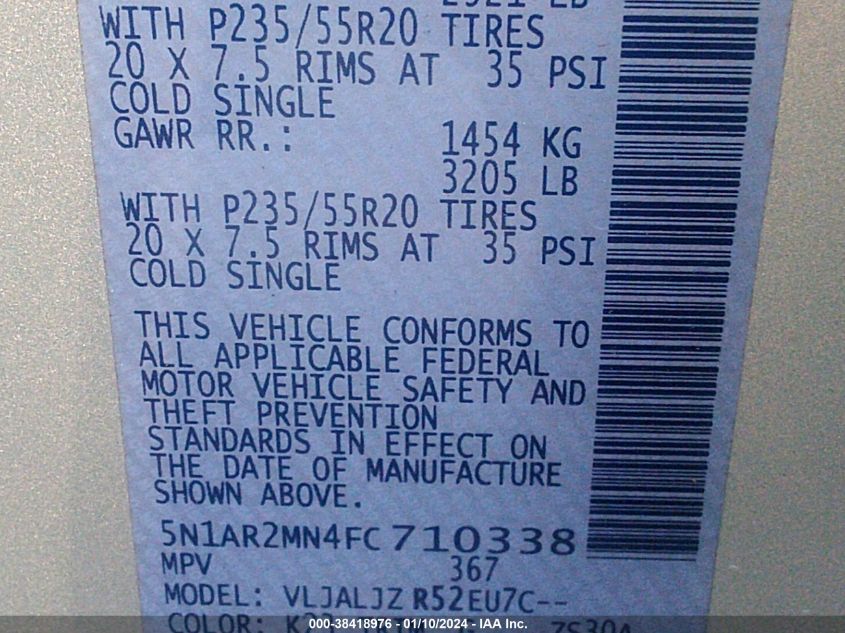 WITH P235/55R20 TIRES
20 X 7.5 RIMS AT 35 PSI
COLD SINGLE
GAWR RR.: 1454 KG
3205 LB
WITH P235/55R20 TIRES
20 X 7.5 RIMS AT 35 PSI
COLD SINGLE
THIS VEHICLE CONFORMS TO
ALL APPLICABLE FEDERAL
MOTOR VEHICLE SAFETY AND
THEFT PREVENTION
STANDARDS IN EFFECT ON
THE DATE OF MANUFACTURE
SHOWN ABOVE.
5N1AR2MN4FC710338
MPV 367
MODEL: VLJALJZ R52EU7C--
COLOR:
000-38418976 - 01/10/2024 - IAA Inc.